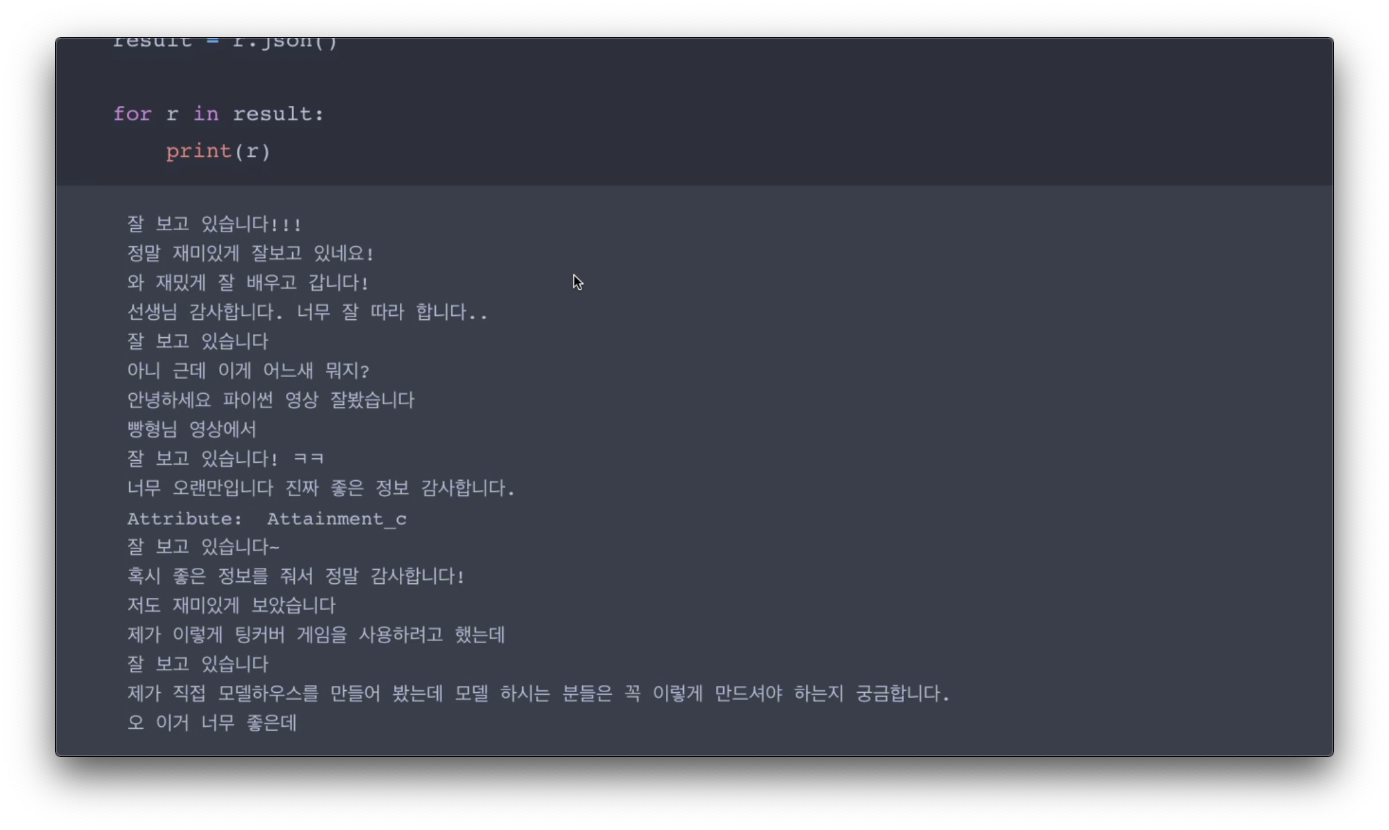 result = r.json()
for r in result:
print(r)
잘 보고 있습니다!!!
정말 재미있게 잘보고 있네요!
와 재밌게 잘 배우고 갑니다!
선생님 감사합니다. 너무 잘 따라 합니다..
잘 보고 있습니다
아니 근데 이게 어느새 뭐지?
안녕하세요 파이썬 영상 잘봤습니다
빵형님 영상에서
잘 보고 있습니다! ㅋㅋ
너무 오랜만입니다 진짜 좋은 정보 감사합니다.
Attribute:  Attainment_c
잘 보고 있습니다~
혹시 좋은 정보를 줘서 정말 감사합니다!
저도 재미있게 보았습니다
제가 이렇게 팅커버 게임을 사용하려고 했는데
잘 보고 있습니다
제가 직접 모델하우스를 만들어 봤는데 모델 하시는 분들은 꼭 이렇게 만드셔야 하는지 궁금합니다.
오 이거 너무 좋은데